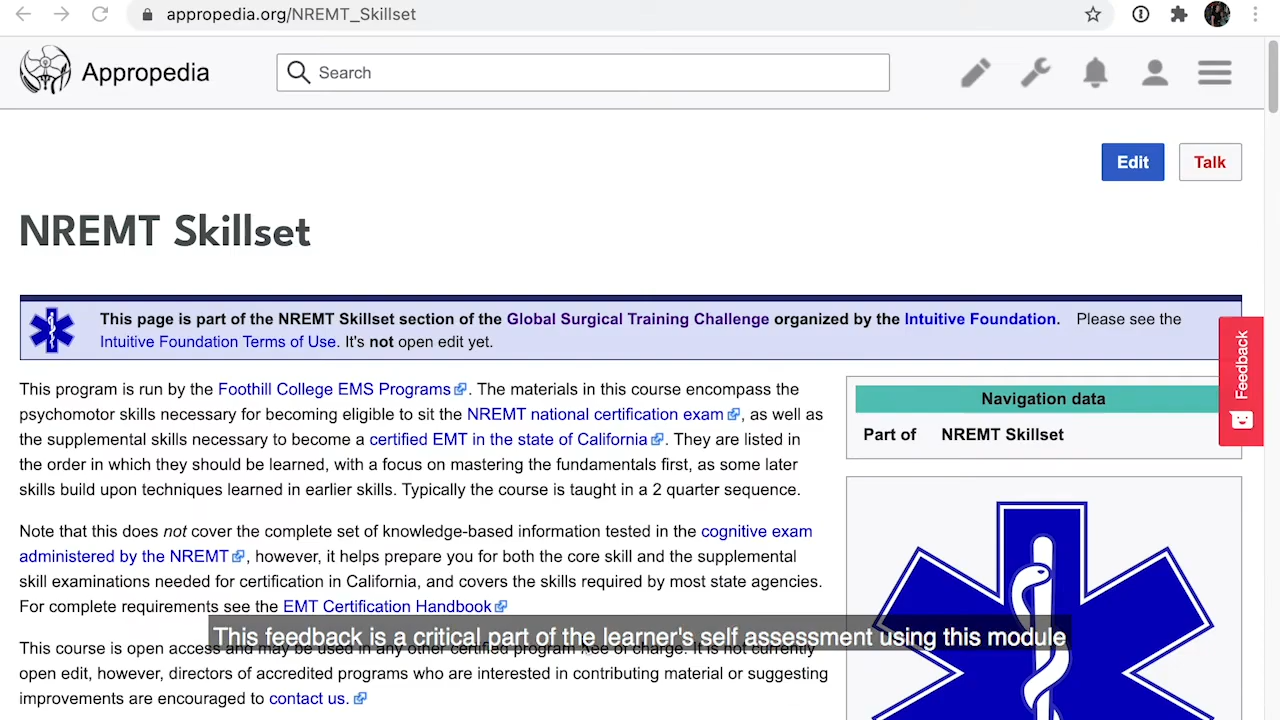 appropedia.org/NREMT_Skillset
Appropedia
Search
Edit
Talk
NREMT Skillset
This page is part of the NREMT Skillset section of the Global Surgical Training Challenge organized by the Intuitive Foundation. Please see the
Intuitive Foundation Terms of Use. It's not open edit yet.
Feedback
This program is run by the Foothill College EMS Programs. The materials in this course encompass the
psychomotor skills necessary for becoming eligible to sit the NREMT national certification exam, as well as
the supplemental skills necessary to become a certified EMT in the state of California. They are listed in
the order in which they should be learned, with a focus on mastering the fundamentals first, as some later
skills build upon techniques learned in earlier skills. Typically the course is taught in a 2 quarter sequence.
Navigation data
Part of NREMT Skillset
Note that this does not cover the complete set of knowledge-based information tested in the cognitive exam
administered by the NREMT, however, it helps prepare you for both the core skill and the supplemental
skill examinations needed for certification in California, and covers the skills required by most state agencies.
For complete requirements see the EMT Certification Handbook
This feedback is a critical part of the learner's self assessment using this module
This course is open access and may be used in any other certified program free of charge. It is not currently
open edit, however, directors of accredited programs who are interested in contributing material or suggesting
improvements are encouraged to contact us.